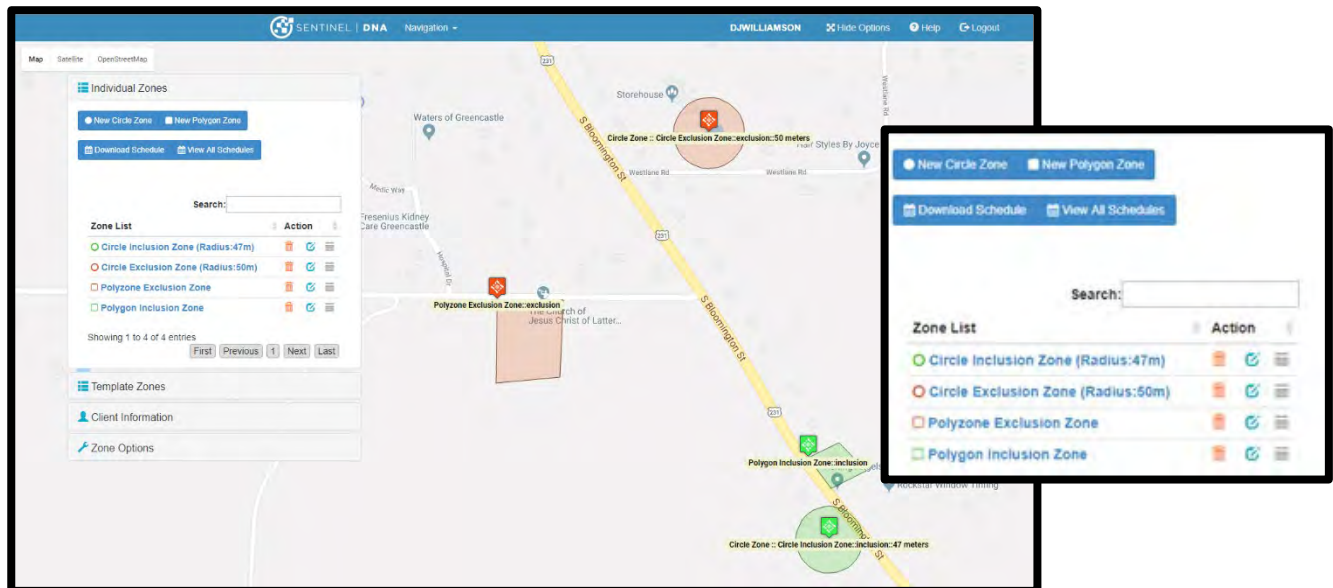 SENTINEL | DNA
Navigation
DJWILLIAMSON
Hide Options
Help
Logout
Map
Satellite
OpenStreetMap
Individual Zones
New Circle Zone
New Polygon Zone
Download Schedule
View All Schedules
Search:
Zone List
Action
Circle Inclusion Zone (Radius:47m)
Circle Exclusion Zone (Radius:50m)
Polyzone Exclusion Zone
Polygon Inclusion Zone
Showing 1 to 4 of 4 entries
First Previous 1 Next Last
Template Zones
Client Information
Zone Options
231
Storehouse
Waters of Greencastle
S Bloomington St
Circle Zone :: Circle Exclusion Zone::exclusion::50 meters
Styles By Joyce
Westlane Rd
Westlane Rd
Westlane Rd
Medic Way
Fresenius Kidney
Care Greencastle
231
Hospital Dr
Polyzone Exclusion Zone::exclusion
The Church of
Jesus Christ of Latter...
S Bloomington St
231
Polygon Inclusion Zone::inclusion
Rockstar Window Tinting
S Bloomington St
Circle Zone :: Circle Inclusion Zone::inclusion::47 meters
New Circle Zone
New Polygon Zone
Download Schedule
View All Schedules
Search:
Zone List
Action
Circle Inclusion Zone (Radius:47m)
Circle Exclusion Zone (Radius:50m)
Polyzone Exclusion Zone
Polygon Inclusion Zone